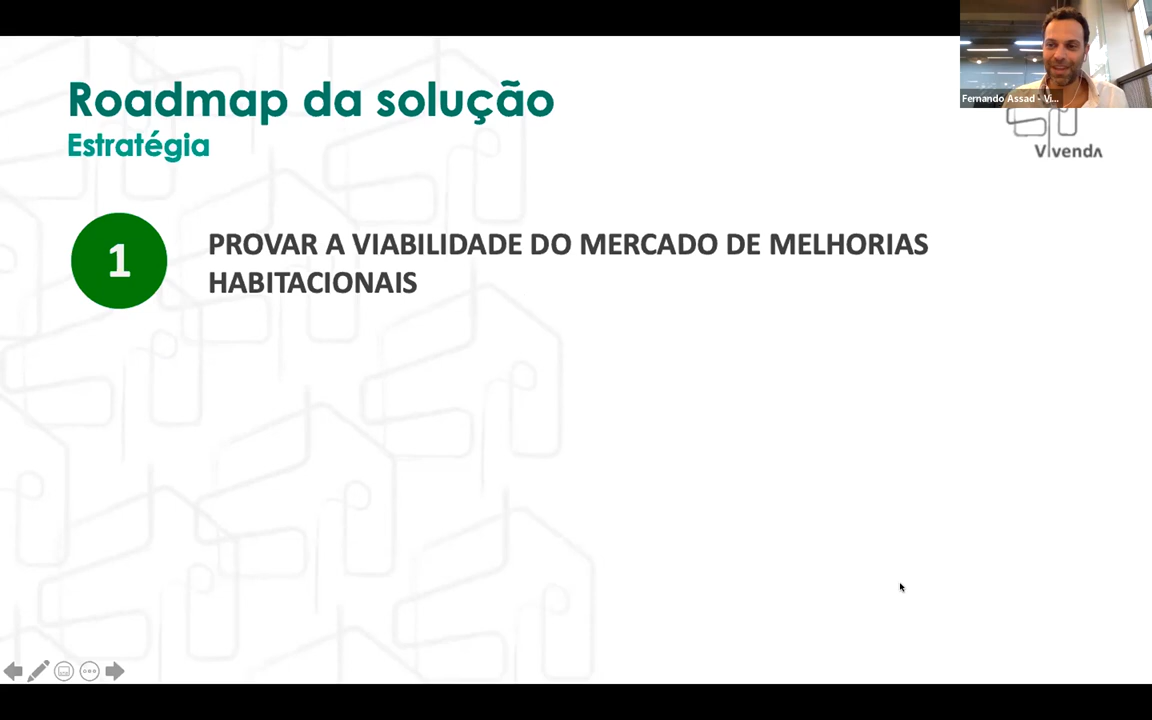 Fernando Assad - Vi...
Roadmap da solução
Estratégia
Vivenda
1
PROVAR A VIABILIDADE DO MERCADO DE MELHORIAS
HABITACIONAIS